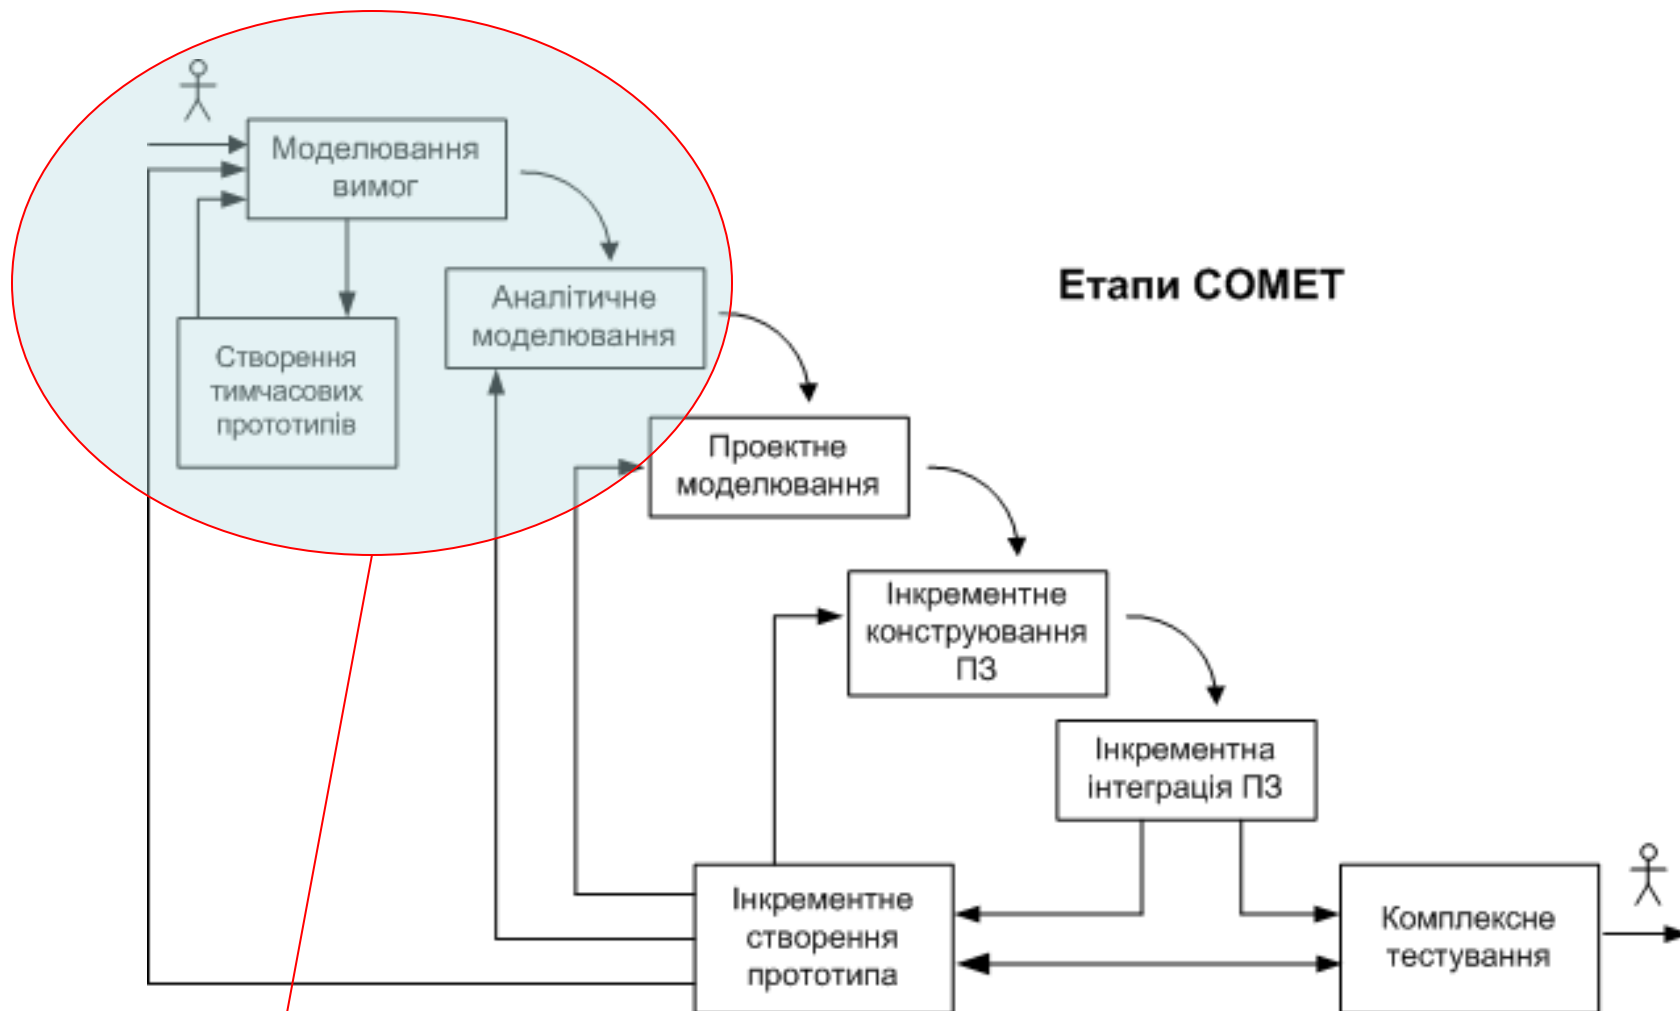 Моделювання
вимог
Аналітичне
моделювання
Етапи COMET
Створення
тимчасових
прототипів
Проектне
моделювання
Інкрементне
конструювання
ПЗ
Інкрементна
інтеграція ПЗ
Інкрементне
створення
прототипа
Комплексне
тестування